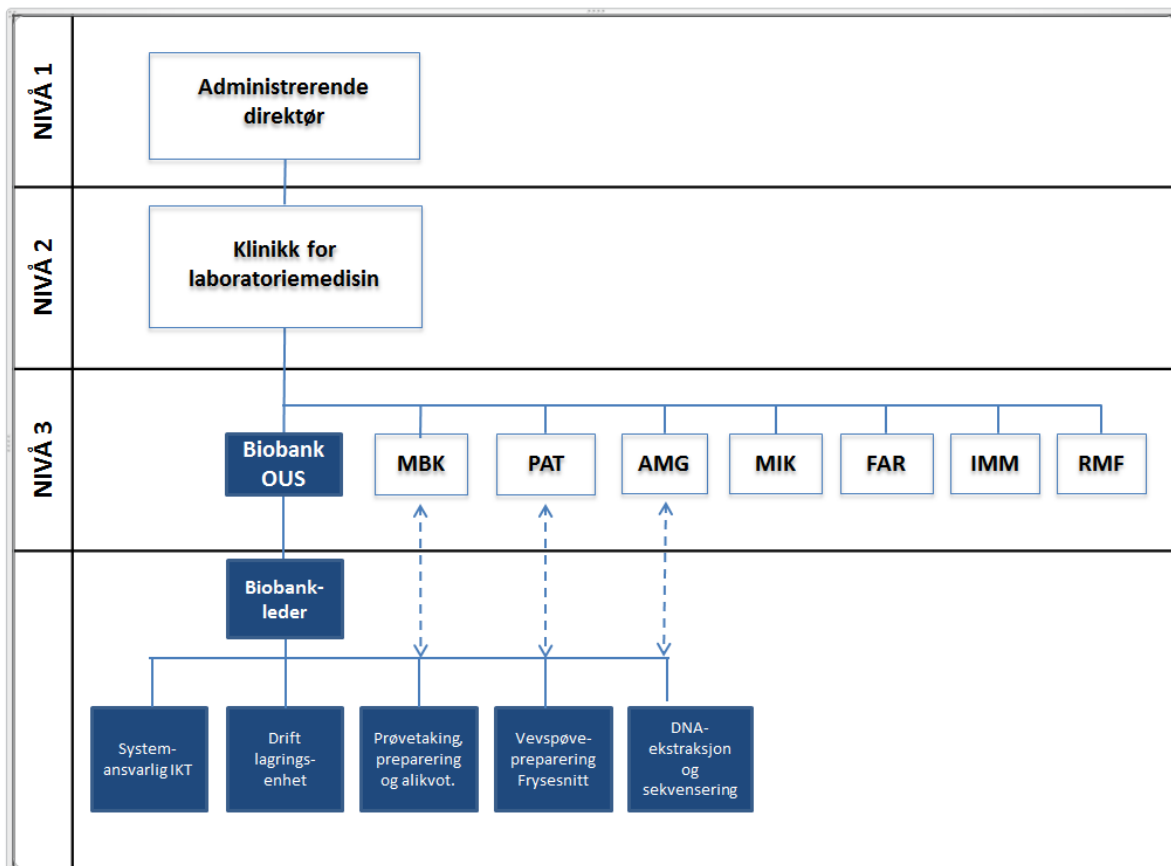 NIVÅ 1
Administrerende
direktør
NIVÅ 2
Klinikk for
laboratoriemedisin
NIVÅ 3
Biobank
OUS
MBK
PAT
AMG
MIK
FAR
IMM
RMF
Biobank-
leder
System-
ansvarlig IKT
Drift
lagrings-
enhet
Prøvetaking,
preparering
og alikvot.
Vevspøve-
preparering
Frysesnitt
DNA-
ekstraksjon
og
sekvensering